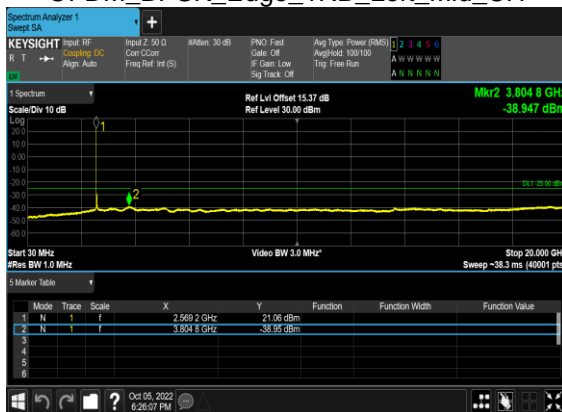 Spectrum Analyzer 1
Swept SA
KEYSIGHT Input: RF Input Z: 50 Ω #Atten: 30 dB PNO: Fast Avg Type: Power (RMS) 1 2 3 4 5 6
R T Coupling: DC Corr CCorr Gate: Off Avg|Hold: 100/100 A W W W W W
Align: Auto Freq Ref: Int (S) IF Gain: Low Trig: Free Run
LU Sig Track: Off A N N N N N
1 Spectrum Ref Lvl Offset 15.37 dB Mkr2 3.804 8 GHz
Scale/Div 10 dB Ref Level 30.00 dBm -38.947 dBm
Log
20.0
10.0
0.00
-10.0
-20.0
-30.0
-40.0
-50.0
-60.0
1
2
Start 30 MHz Video BW 3.0 MHz* Stop 20.000 GH
#Res BW 1.0 MHz Sweep ~38.3 ms (40001 pts
5 Marker Table
Mode Trace Scale X Y Function Function Width Function Value
1 N 1 f 2.569 2 GHz 21.06 dBm
2 N 1 f 3.804 8 GHz -38.95 dBm
3
4
5
6
? Oct 05, 2022
6:26:07 PM